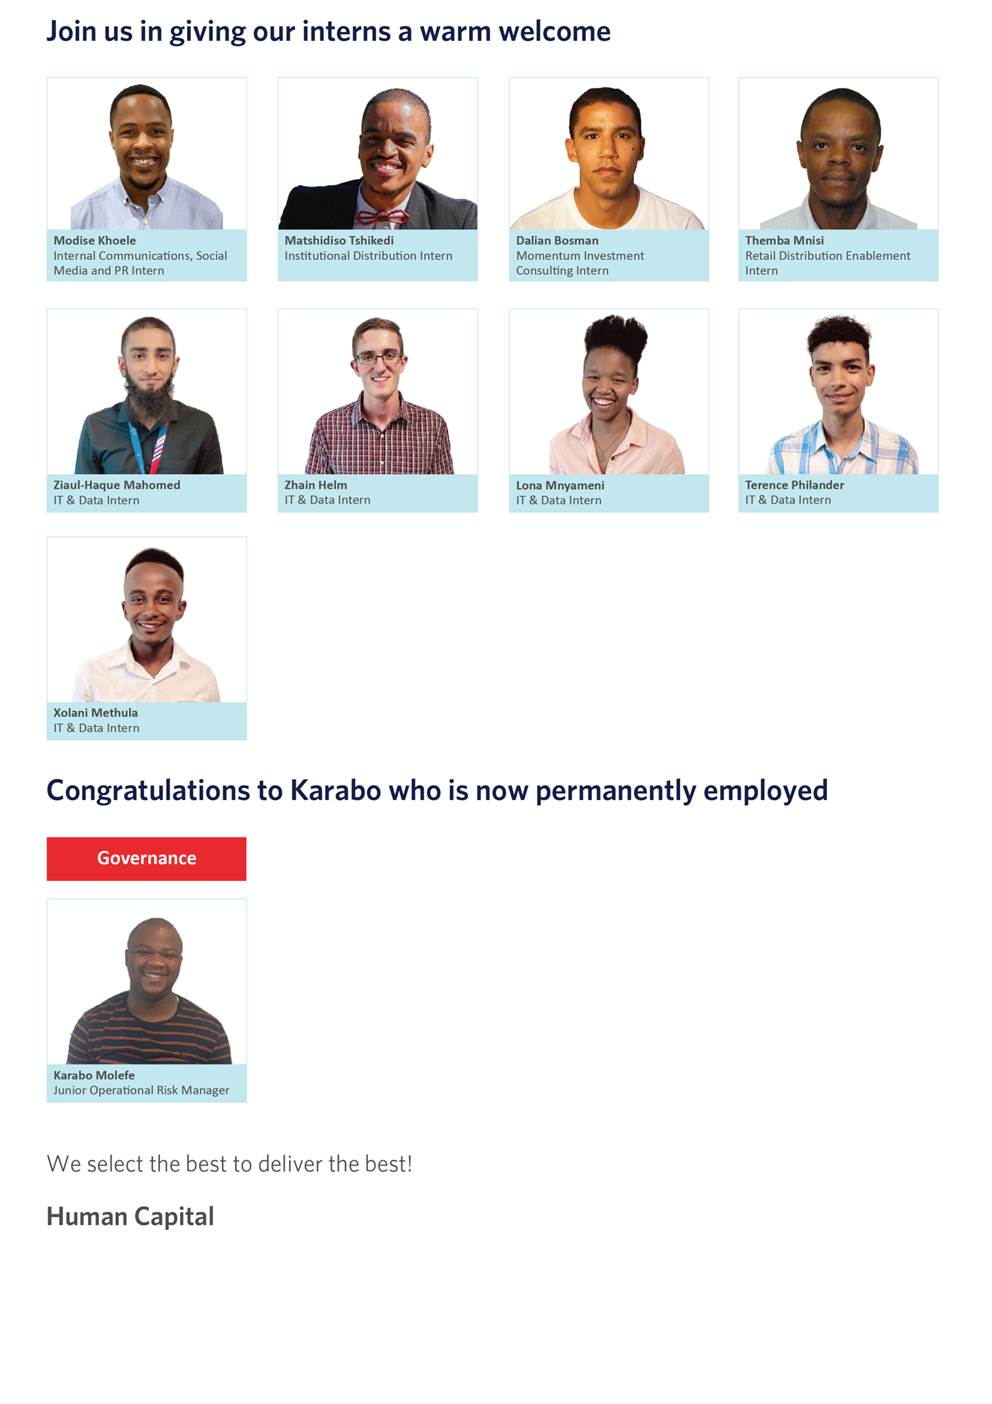 Join us in giving our interns a warm welcome
Modise Khoele
Internal Communications, Social
Media and PR Intern
Matshidiso Tshikedi
Institutional Distribution Intern
Dalian Bosman
Momentum Investment
Consulting Intern
Themba Mnisi
Retail Distribution Enablement
Intern
Ziaul-Haque Mahomed
IT & Data Intern
Zhain Helm
IT & Data Intern
Lona Mnyameni
IT & Data Intern
Terence Philander
IT & Data Intern
Xolani Methula
IT & Data Intern
Congratulations to Karabo who is now permanently employed
Governance
Karabo Molefe
Junior Operational Risk Manager
We select the best to deliver the best!
Human Capital